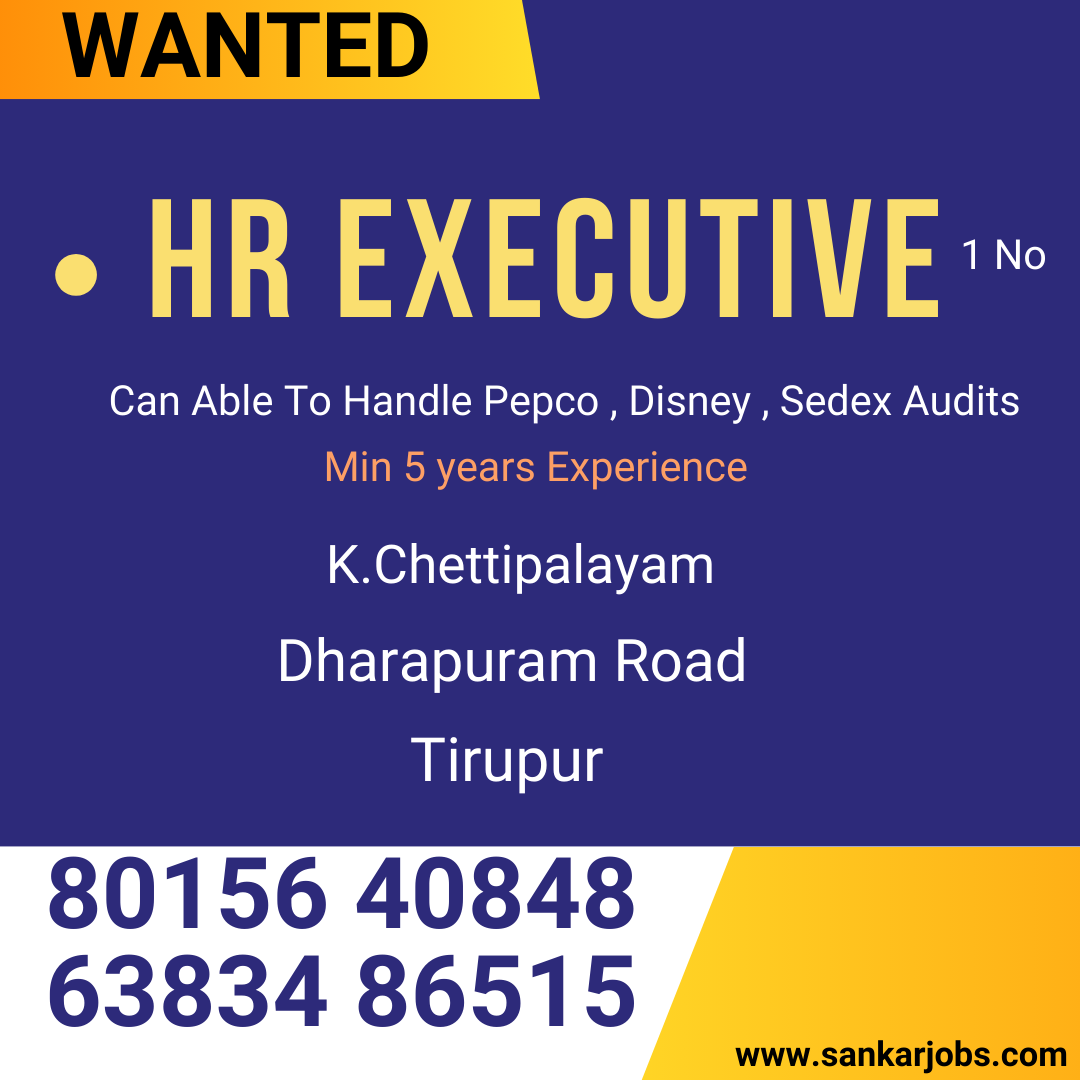 WANTED
• HR EXECUTIVE 1 No
Can Able To Handle Pepco , Disney , Sedex Audits
Min 5 years Experience
K.Chettipalayam
Dharapuram Road
Tirupur
80156 40848
63834 86515
www.sankarjobs.com